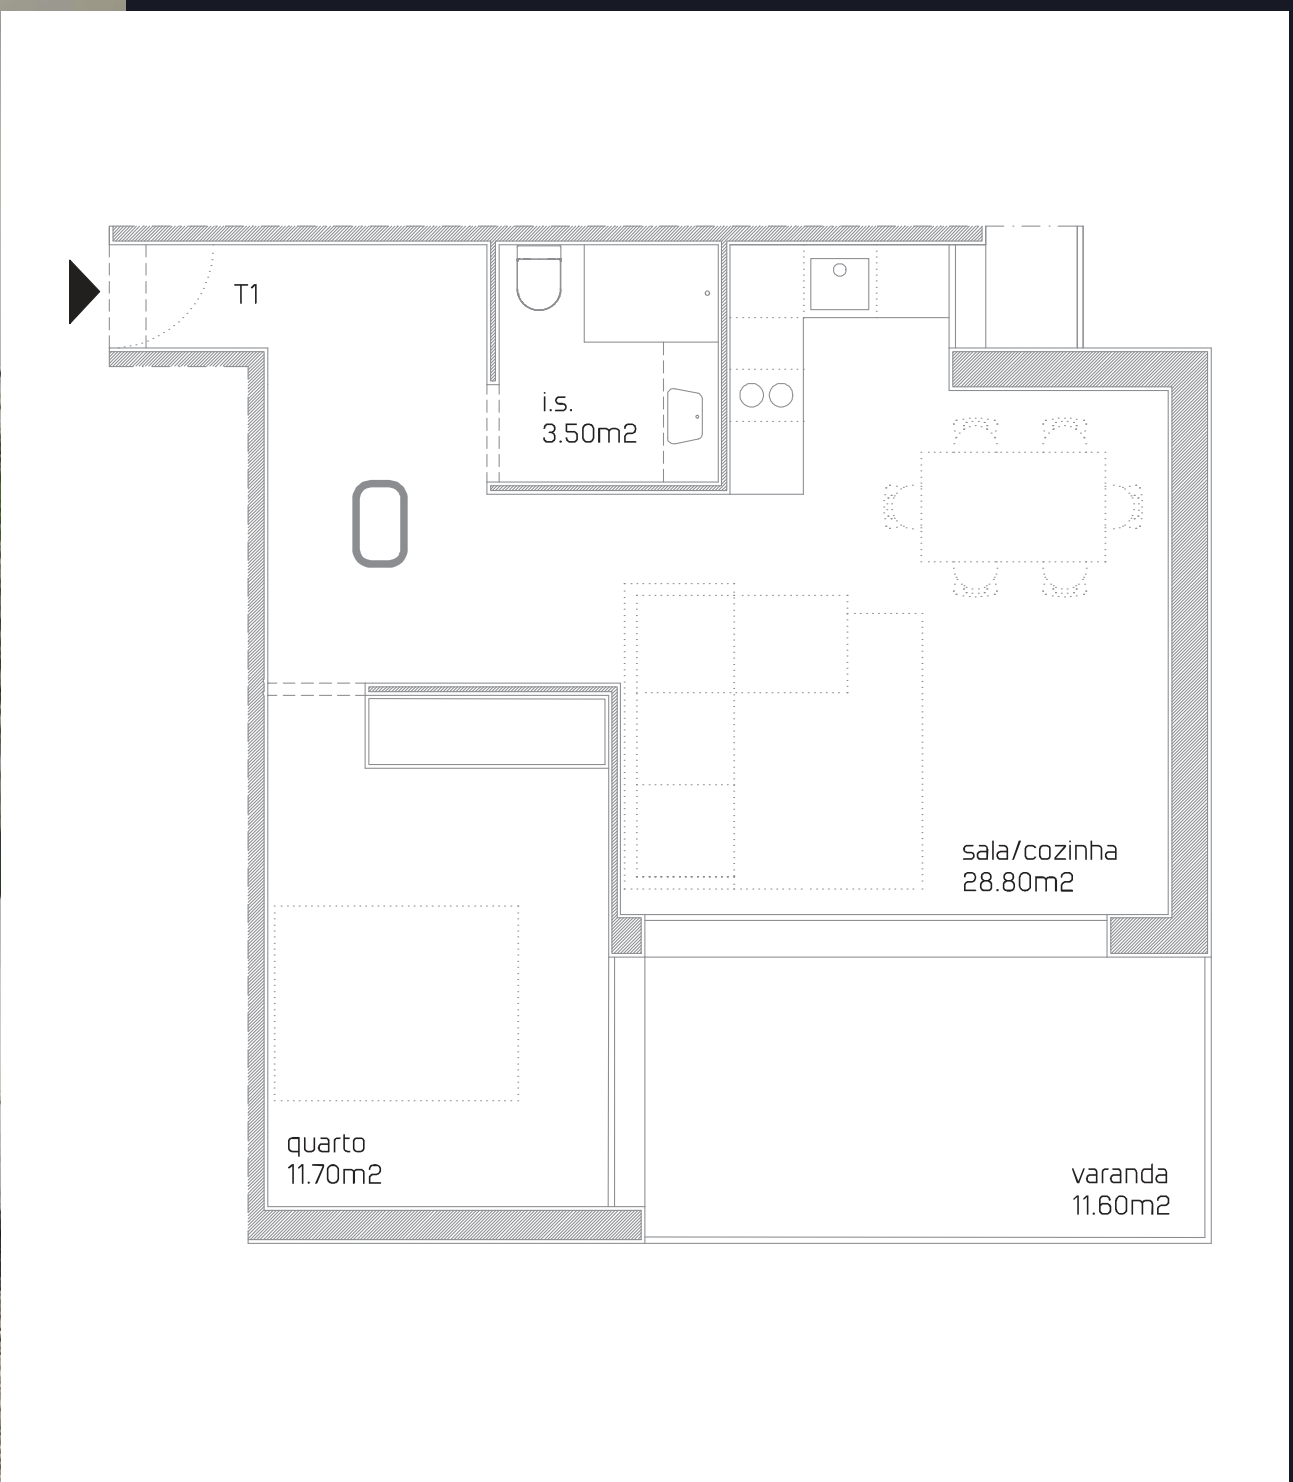 T1
i.s.
3.50m2
sala/cozinha
28.80m2
quarto
11.70m2
varanda
11.60m2